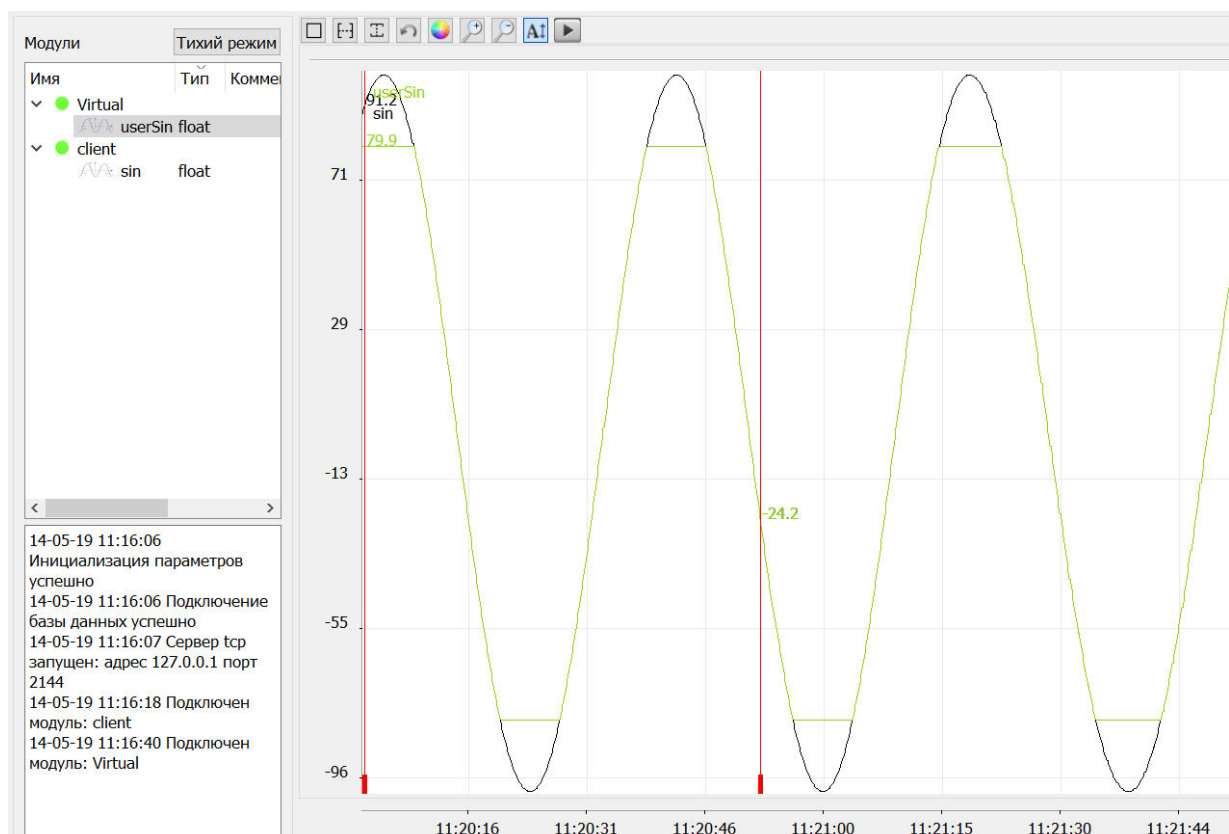 Модули
Тихий режим
Имя
Тип
Комме
Virtual
userSin float
client
sin float
14-05-19 11:16:06
Инициализация параметров
успешно
14-05-19 11:16:06 Подключение
базы данных успешно
14-05-19 11:16:07 Сервер tcp
запущен: адрес 127.0.0.1 порт
2144
14-05-19 11:16:18 Подключен
модуль: client
14-05-19 11:16:40 Подключен
модуль: Virtual
A
userSin
91.2
sin
79.9
71
29
-13
-24.2
-55
-96
11:20:16 11:20:31 11:20:46 11:21:00 11:21:15 11:21:30 11:21:44